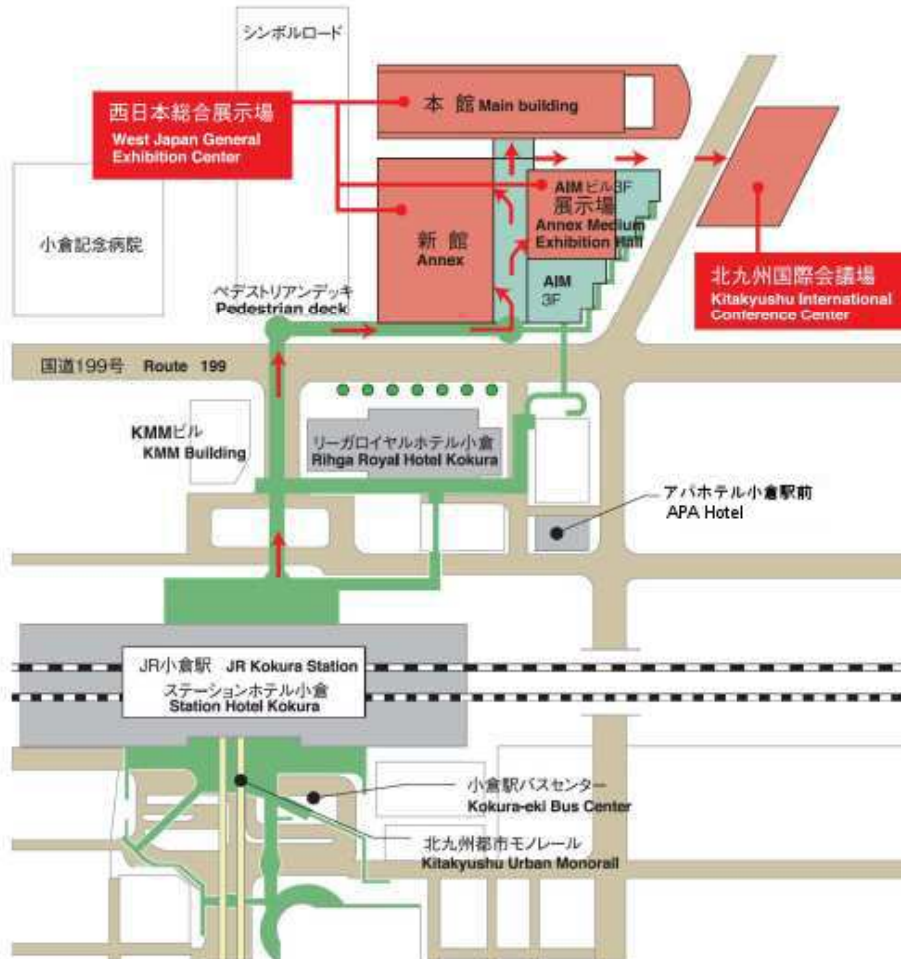 シンボルロード
本館 Main building
西日本総合展示場
West Japan General
Exhibition Center
AIMビル3F
展示場
Annex Medium
Exhibition Hall
新館
Annex
小倉記念病院
AIM
3F
北九州国際会議場
Kitakyushu International
Conference Center
ペデストリアンデッキ
Pedestrian deck
国道199号 Route 199
KMMビル
KMM Building
リーガロイヤルホテル小倉
Rihga Royal Hotel Kokura
アパホテル小倉駅前
APA Hotel
JR小倉駅 JR Kokura Station
ステーションホテル小倉
Station Hotel Kokura
小倉駅バスセンター
Kokura-eki Bus Center
北九州都市モノレール
Kitakyushu Urban Monorail